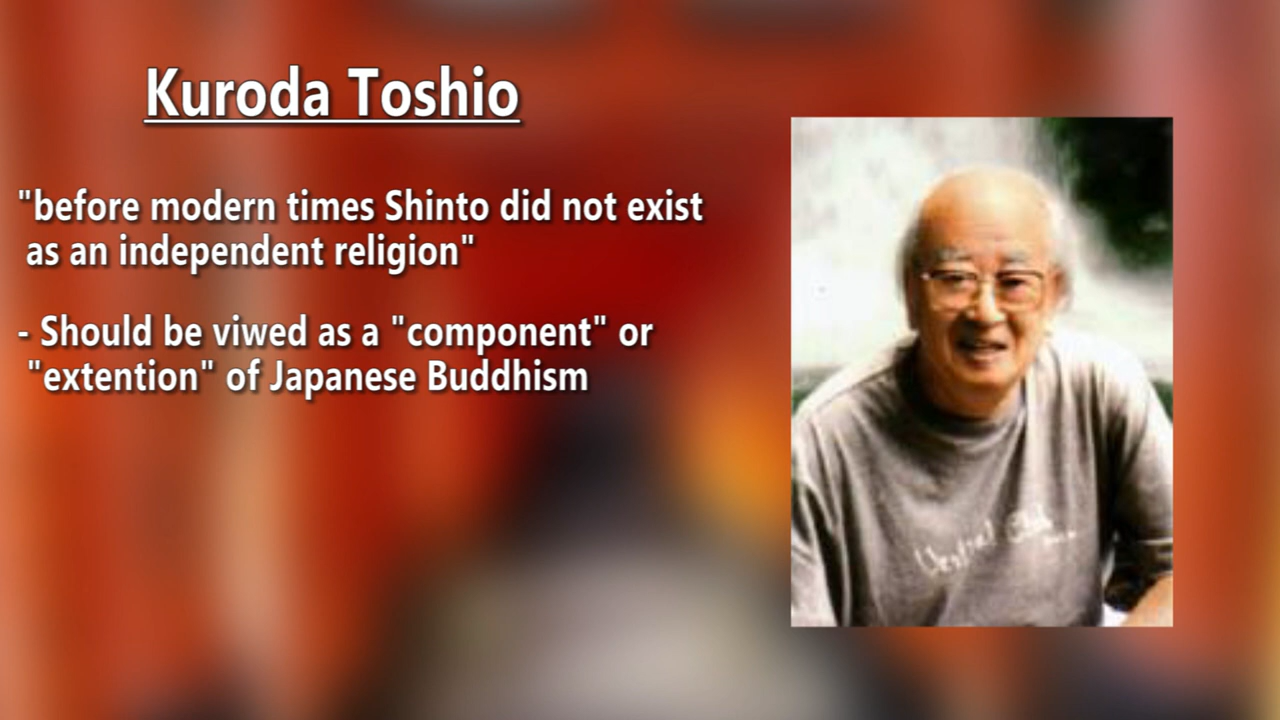 Kuroda Toshio
"before modern times Shinto did not exist
as an independent religion"
- Should be viwed as a "component" or
"extention" of Japanese Buddhism